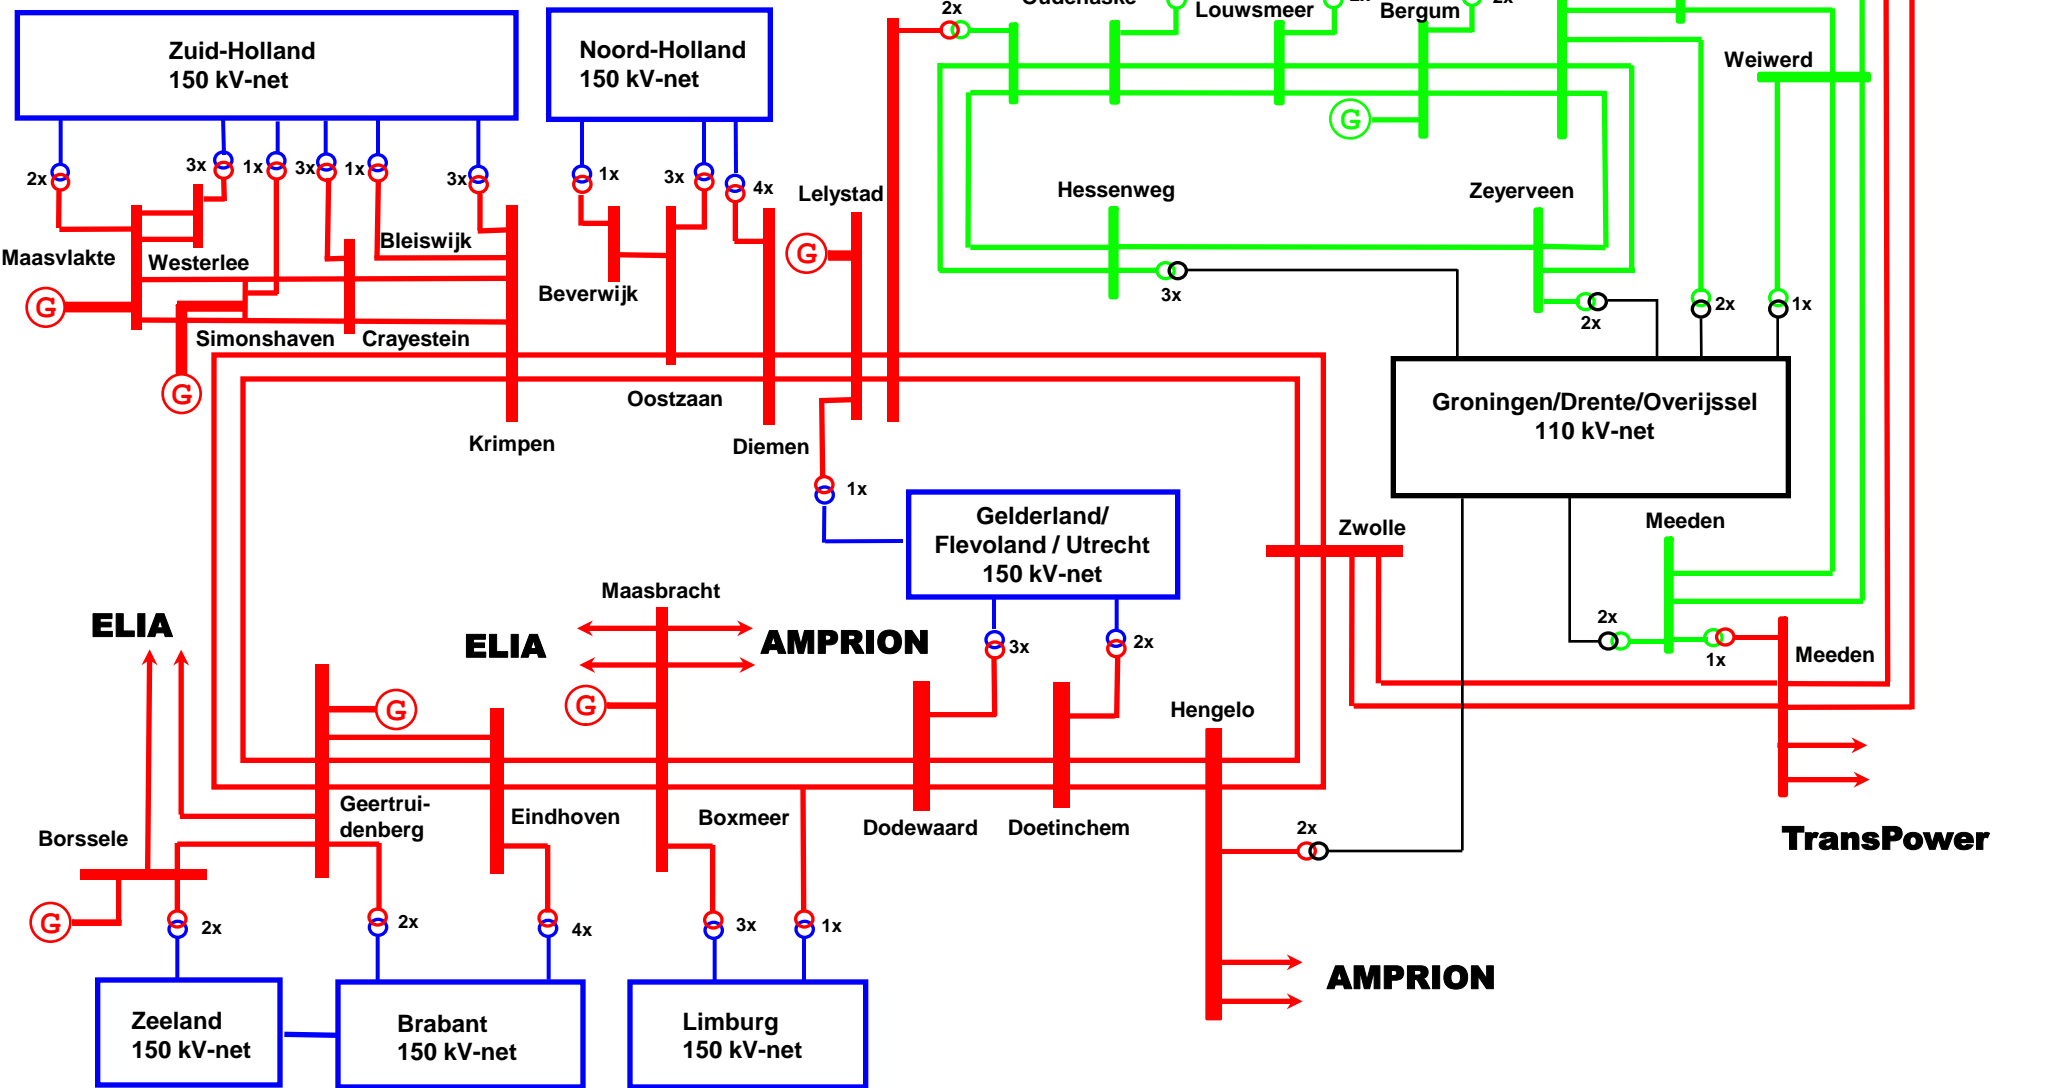 2x
Oudehaske
Louwsmeer
2x
Bergum
2x
Zuid-Holland
150 kV-net
Noord-Holland
150 kV-net
Weiwerd
G
2x
3x
1x
3x
1x
3x
1x
3x
4x
Lelystad
Hessenweg
Zeyerveen
Maasvlakte
Westerlee
Bleiswijk
G
G
Beverwijk
3x
2x
2x
1x
Simonshaven
Crayestein
G
Oostzaan
Krimpen
Diemen
Groningen/Drente/Overijssel
110 kV-net
1x
Gelderland/
Flevoland / Utrecht
150 kV-net
Zwolle
Meeden
Maasbracht
ELIA
ELIA
AMPRION
3x
2x
2x
1x
Meeden
G
G
Hengelo
Geertrui-
denberg
Eindhoven
Boxmeer
Dodewaard
Doetinchem
2x
Borssele
TransPower
G
2x
2x
4x
3x
1x
AMPRION
Zeeland
150 kV-net
Brabant
150 kV-net
Limburg
150 kV-net